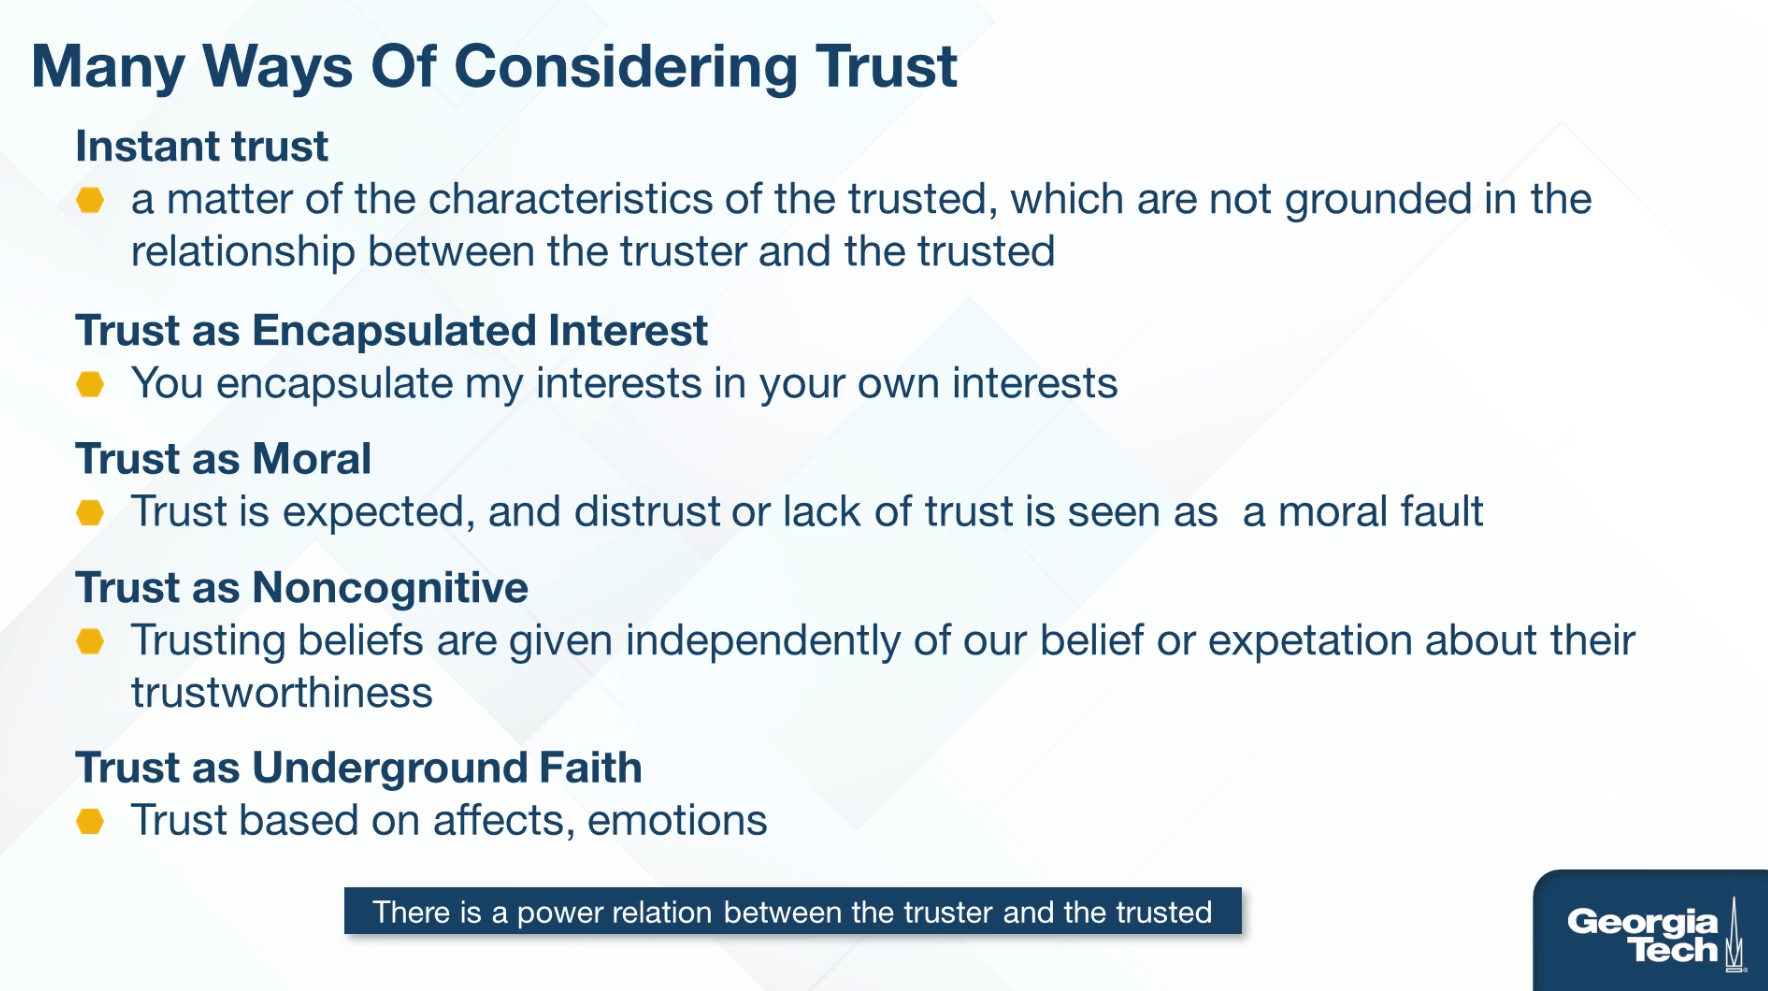 Many Ways Of Considering Trust
Instant trust
a matter of the characteristics of the trusted, which are not grounded in the
relationship between the truster and the trusted
Trust as Encapsulated Interest
You encapsulate my interests in your own interests
Trust as Moral
Trust is expected, and distrust or lack of trust is seen as  a moral fault
Trust as Noncognitive
Trusting beliefs are given independently of our belief or expetation about their
trustworthiness
Trust as Underground Faith
Trust based on affects, emotions
There is a power relation between the truster and the trusted
Georgia
Tech